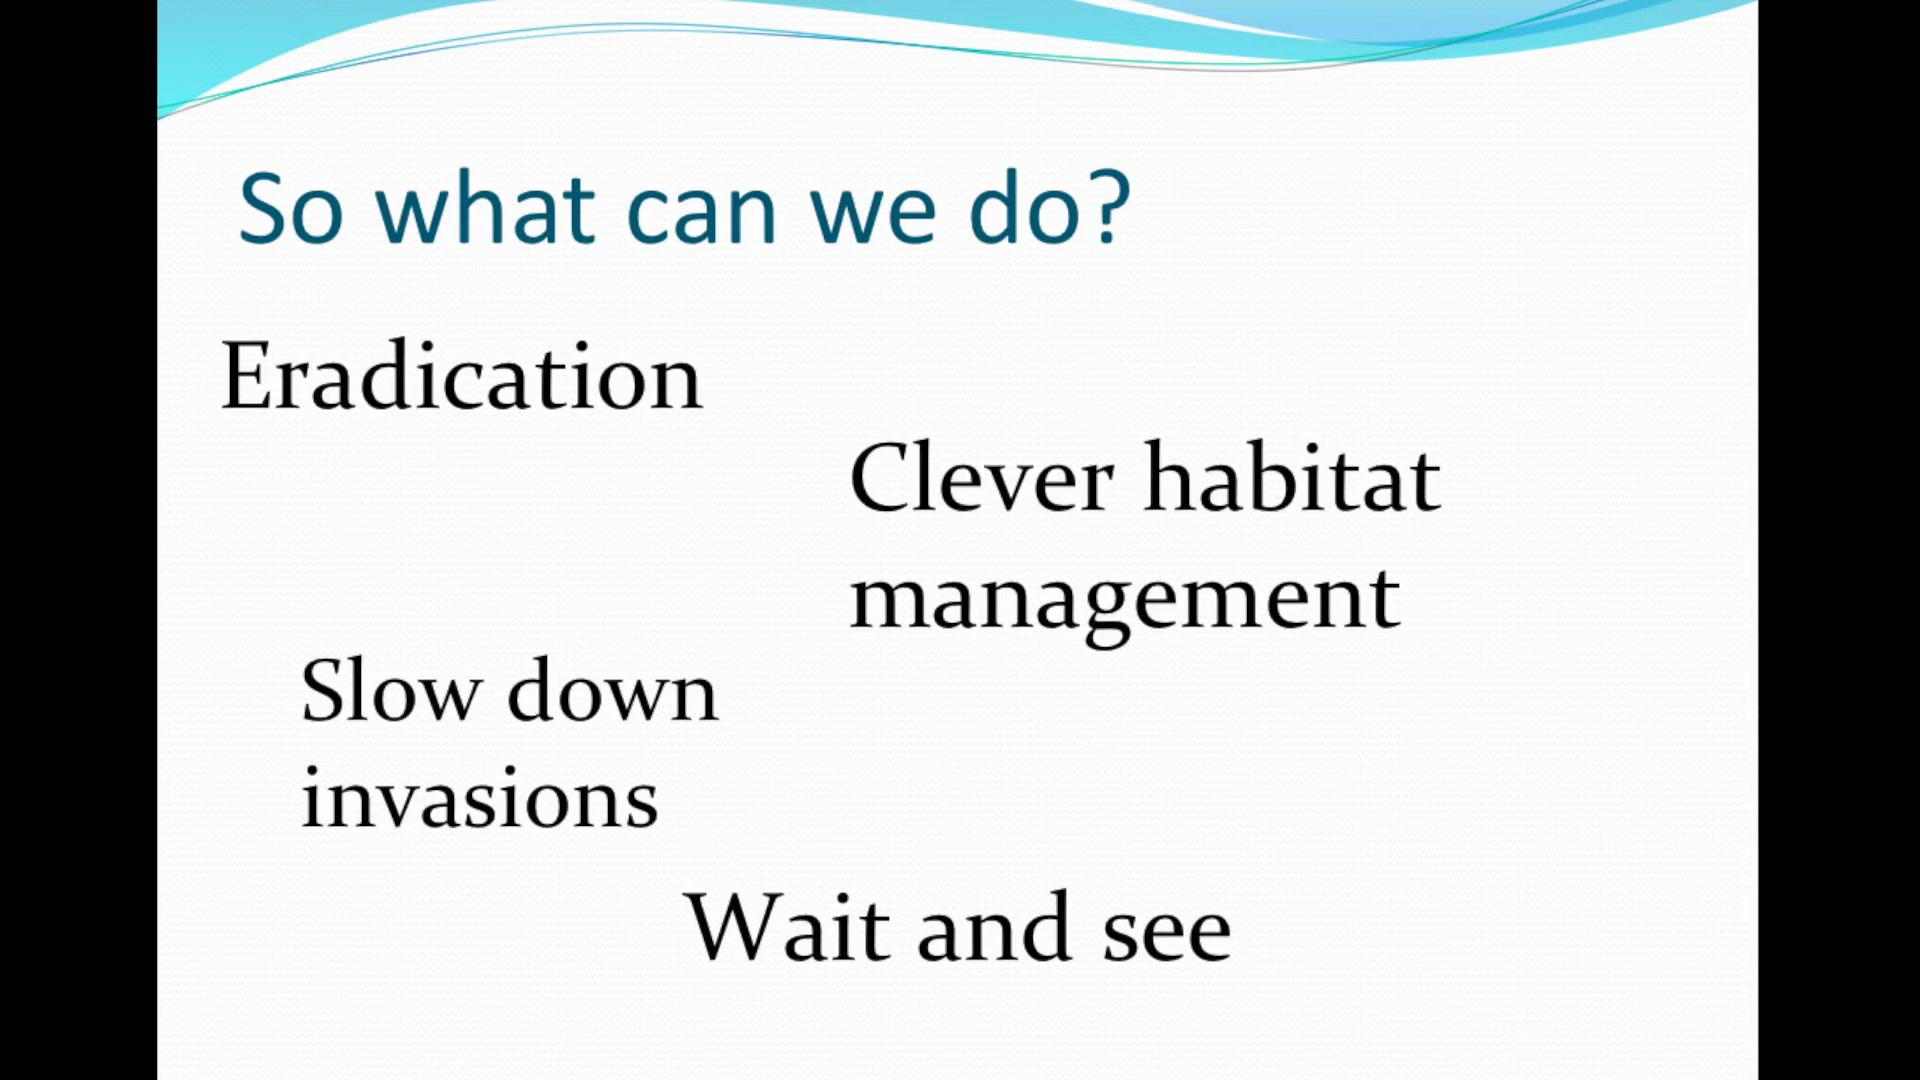 So what can we do?
Eradication
Clever habitat
management
Slow down
invasions
Wait and see